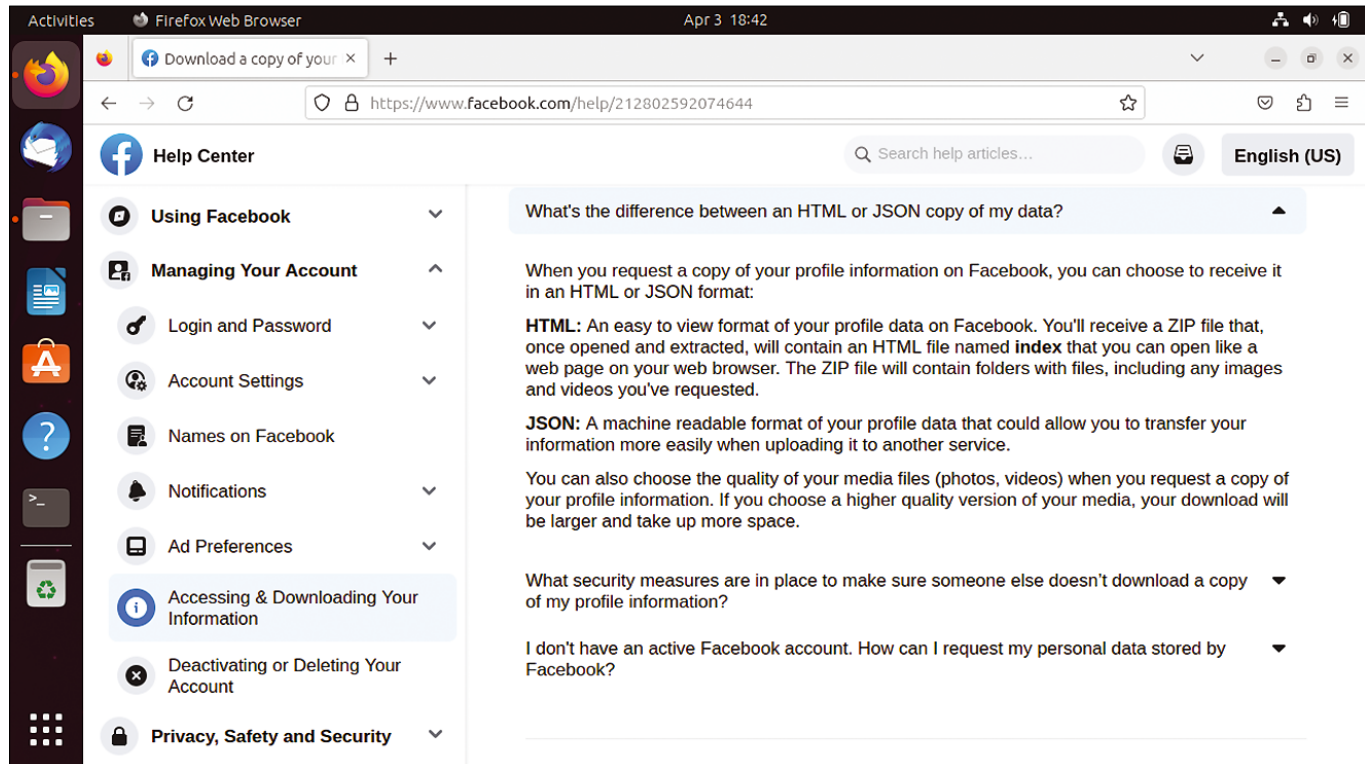 Activities
Firefox Web Browser
Apr 3 18:42
Download a copy of your
https://www.facebook.com/help/212802592074644
Help Center
Search help articles...
English (US)
Using Facebook
Managing Your Account
Login and Password
Account Settings
Names on Facebook
Notifications
Ad Preferences
Accessing & Downloading Your
Information
Deactivating or Deleting Your
Account
Privacy, Safety and Security
What's the difference between an HTML or JSON copy of my data?
When you request a copy of your profile information on Facebook, you can choose to receive it
in an HTML or JSON format:
HTML: An easy to view format of your profile data on Facebook. You'll receive a ZIP file that,
once opened and extracted, will contain an HTML file named index that you can open like a
web page on your web browser. The ZIP file will contain folders with files, including any images
and videos you've requested.
JSON: A machine readable format of your profile data that could allow you to transfer your
information more easily when uploading it to another service.
You can also choose the quality of your media files (photos, videos) when you request a copy of
your profile information. If you choose a higher quality version of your media, your download will
be larger and take up more space.
What security measures are in place to make sure someone else doesn't download a copy
of my profile information?
I don't have an active Facebook account. How can I request my personal data stored by
Facebook?